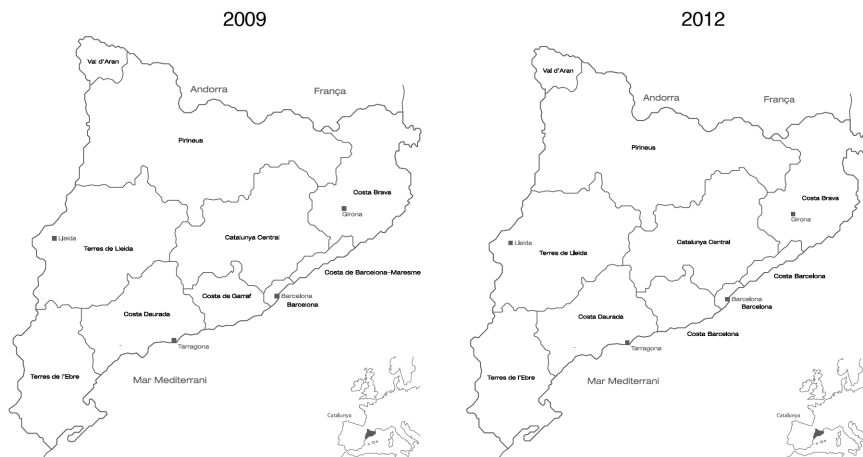 2009
Val d'Aran
Andorra
França
Pirineus
Costa Brava
Girona
Lleida
Terres de Lleida
Catalunya Central
Costa de Barcelona-Maresme
Costa de Garraf
Barcelona
Barcelona
Costa Daurada
Tarragona
Terres de l'Ebre
Mar Mediterrani
Catalunya
2012
Val d'Aran
Andorra
França
Pirineus
Costa Brava
Girona
Lleida
Terres de Lleida
Catalunya Central
Costa Barcelona
Barcelona
Barcelona
Costa Daurada
Costa Barcelona
Tarragona
Terres de l'Ebre
Mar Mediterrani
Catalunya